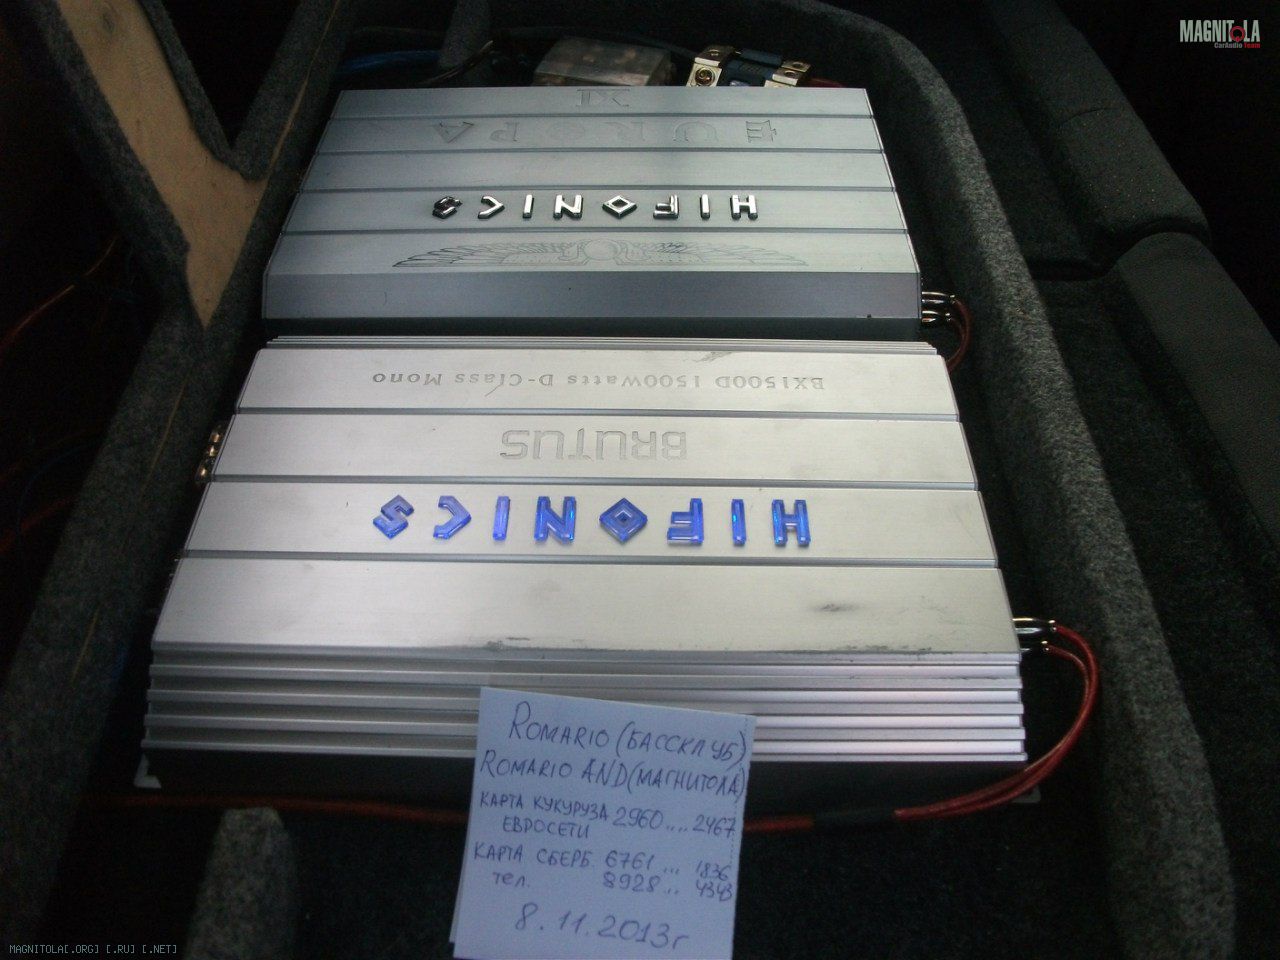 MAGNITOLA
CarAudio Team
XI
EUROPA
HIFONICS
BX1500D 1500Watts D-Class Mono
BRUTUS
HIFONICS
ROMARIO (БАССКЛУБ)
ROMARIO AND (МАГНИТОЛА)
КАРТА КУКУРУЗА 2960....2467
ЕВРОСЕТИ
КАРТА СБЕРБ. 6761 ... 1836
тел. 8928... 4343
8.11.2013г
MAGNITOLA[.ORG] [.RU] [.NET]